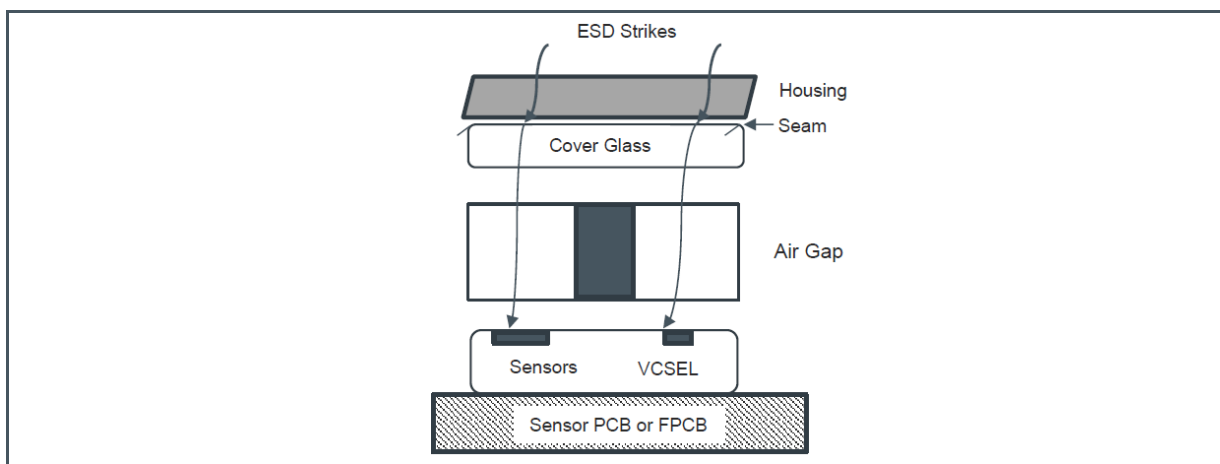 ESD Strikes
Housing
Seam
Cover Glass
Air Gap
Sensors
VCSEL
Sensor PCB or FPCB